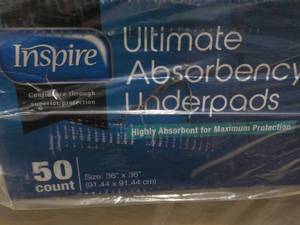 Inspire
Confidence through
superior protection
Ultimate
Absorbency
Underpads
Highly Absorbent for Maximum Protection
50
count
Size: 36" x 36"
(91.44 x 91.44 cm)